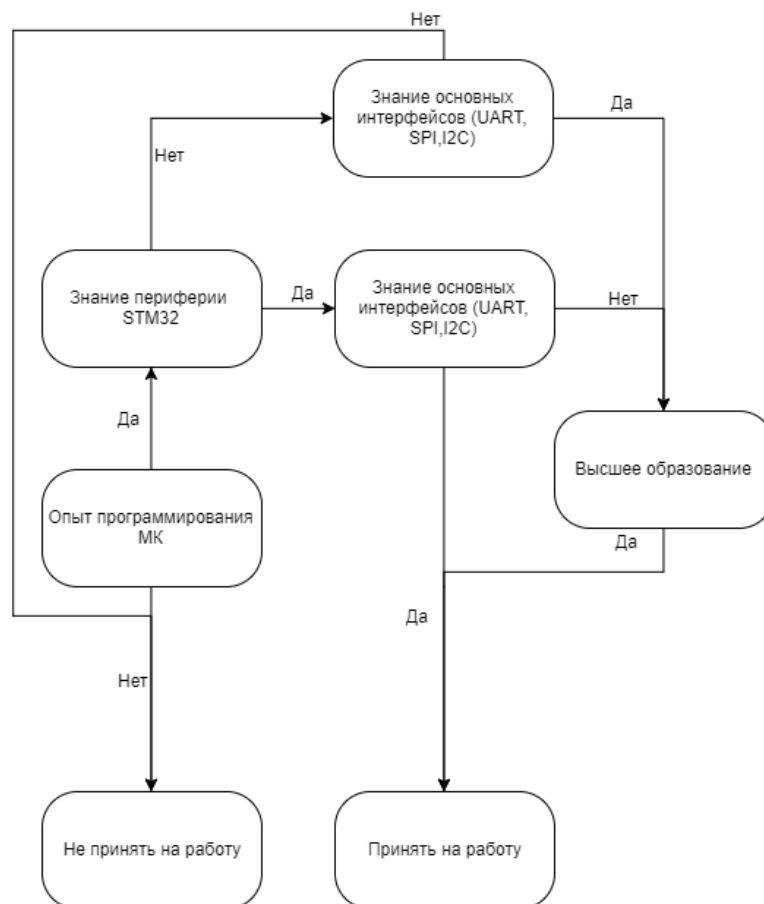 Нет
Знание основных
интерфейсов (UART,
SPI,I2C)
Да
Нет
Знание периферии
STM32
Да
Знание основных
интерфейсов (UART,
SPI,I2C)
Нет
Да
Высшее образование
Опыт программирования
МК
Да
Да
Нет
Не принять на работу
Принять на работу